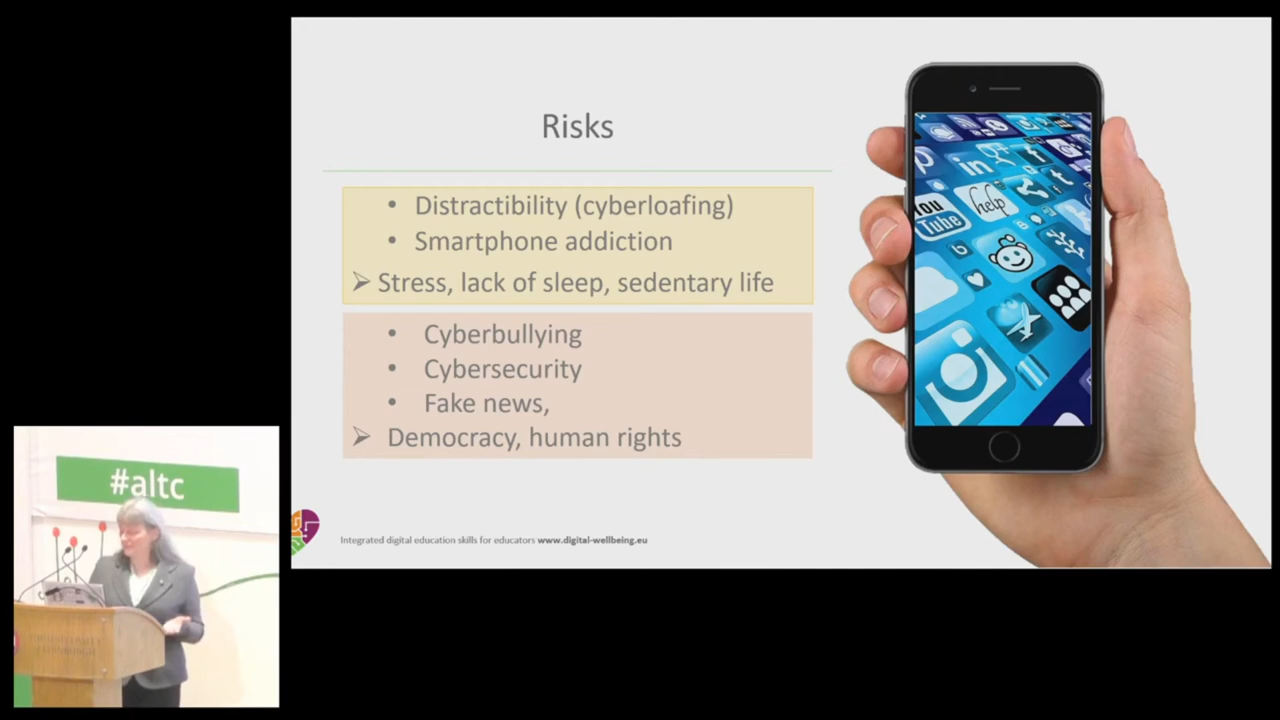 Risks
• Distractibility (cyberloafing)
• Smartphone addiction
➢ Stress, lack of sleep, sedentary life
• Cyberbullying
• Cybersecurity
• Fake news,
➢ Democracy, human rights
Integrated digital education skills for educators www.digital-wellbeing.eu
in
You
Tube
help
#altc